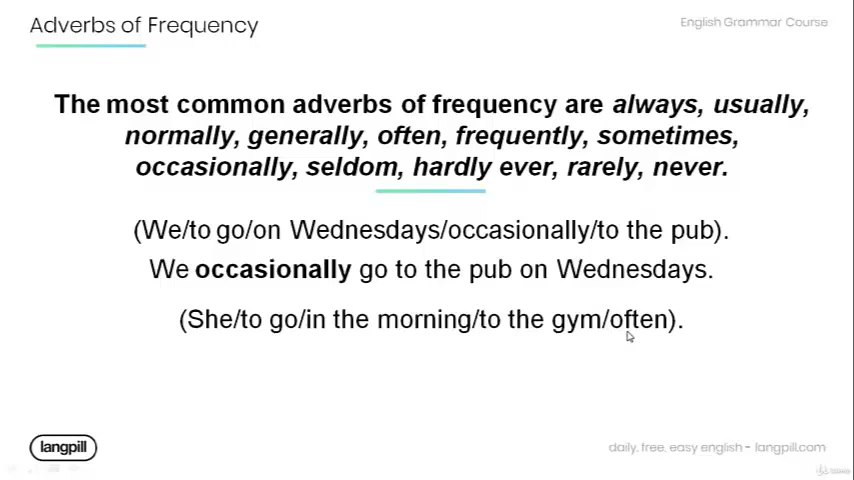 Adverbs of Frequency
English Grammar Course
The most common adverbs of frequency are always, usually,
normally, generally, often, frequently, sometimes,
occasionally, seldom, hardly ever, rarely, never.
(We/to go/on Wednesdays/occasionally/to the pub).
We occasionally go to the pub on Wednesdays.
(She/to go/in the morning/to the gym/often).
langpill
daily, free, easy english - langpill.com